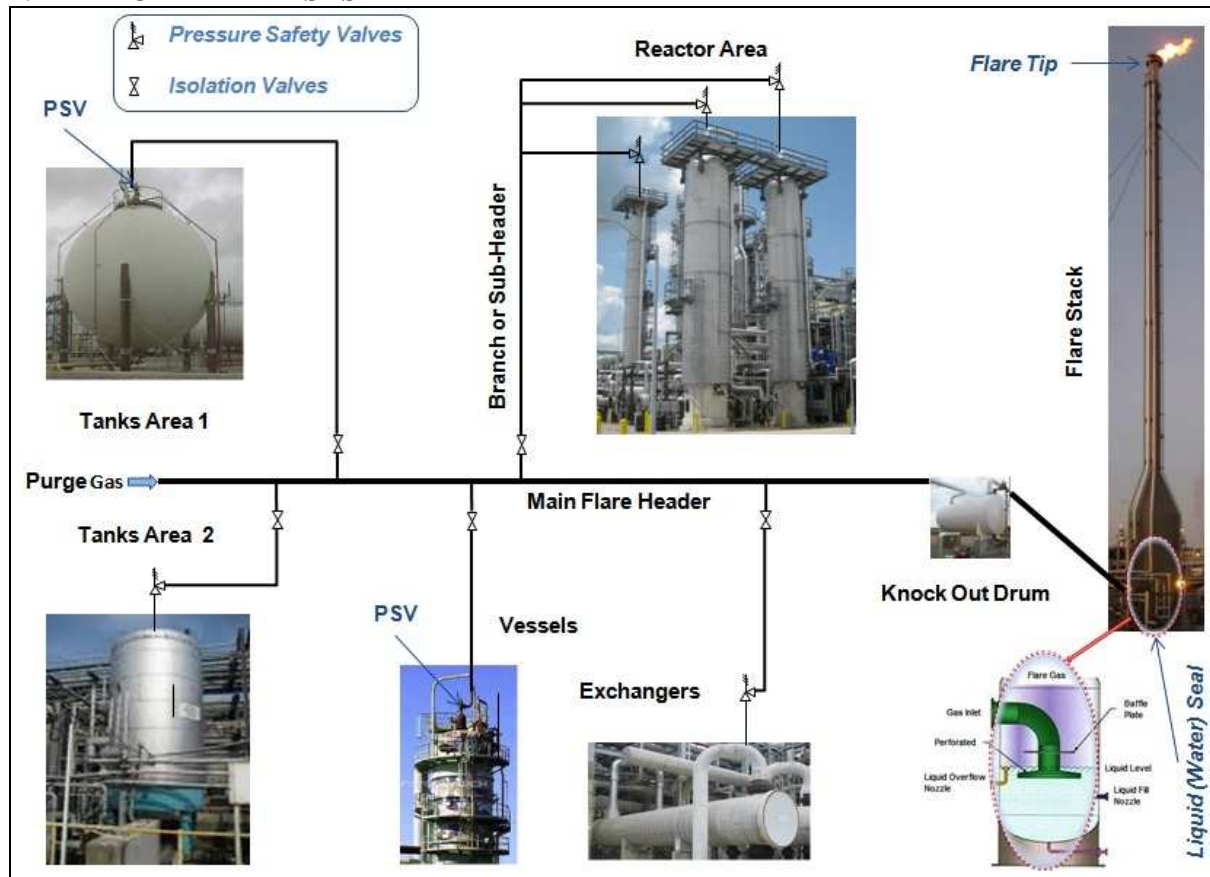 Pressure Safety Valves
Isolation Valves
PSV
Reactor Area
Flare Tip
Branch or Sub-Header
Flare Stack
Tanks Area 1
Purge Gas
Main Flare Header
Tanks Area 2
Knock Out Drum
PSV
Vessels
Exchangers
Liquid (Water) Seal
Flare Gas
Gas Inlet
Baffle
Plate
Perforated
Liquid Overflow
Nozzle
Liquid Level
Liquid Fill
Nozzle